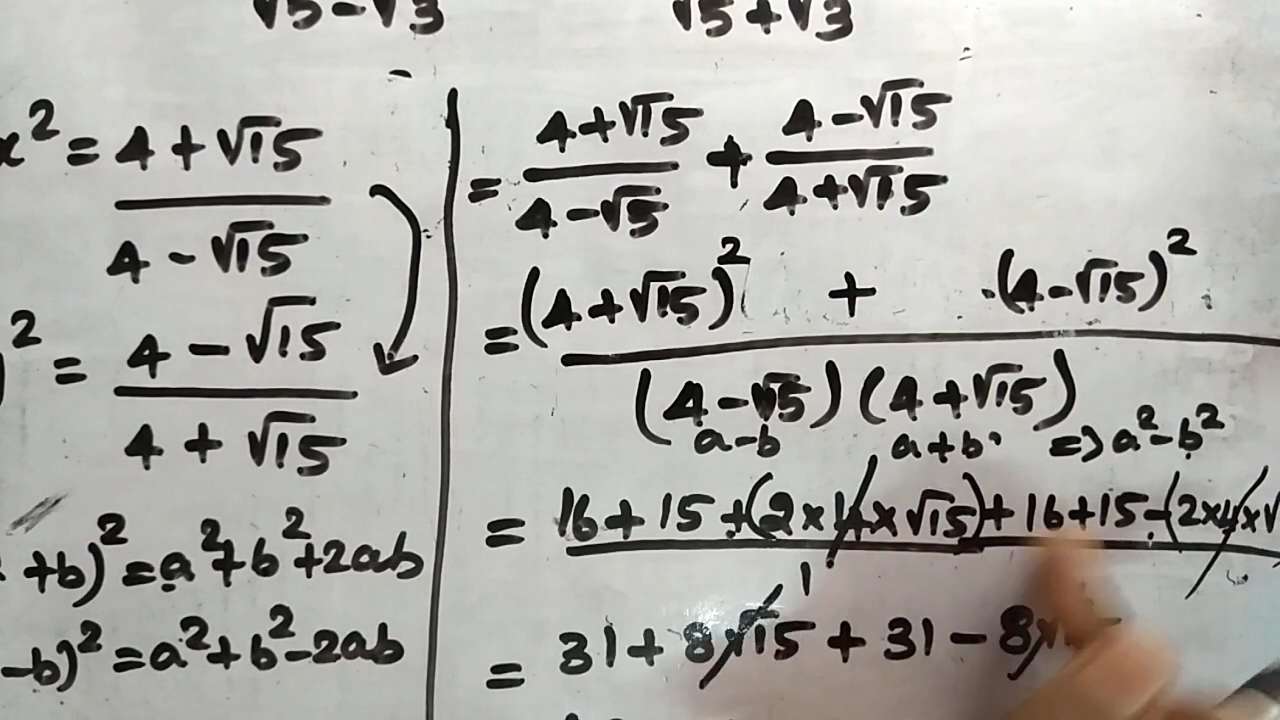 √5-√3 √5+√3
x² = 4+√15 / 4-√15
² = 4-√15 / 4+√15
+b)² = a²+b²+2ab
-b)² = a²+b²-2ab
= 4+√15 / 4-√5 + 4-√15 / 4+√15
= (4+√15)² + (4-√15)² / (4-√5)(4+√15)
a-b a+b => a²-b²
= 16+15+(2×4×√15)+16+15-(2×4×√
1
= 31+8×√15+31-8×